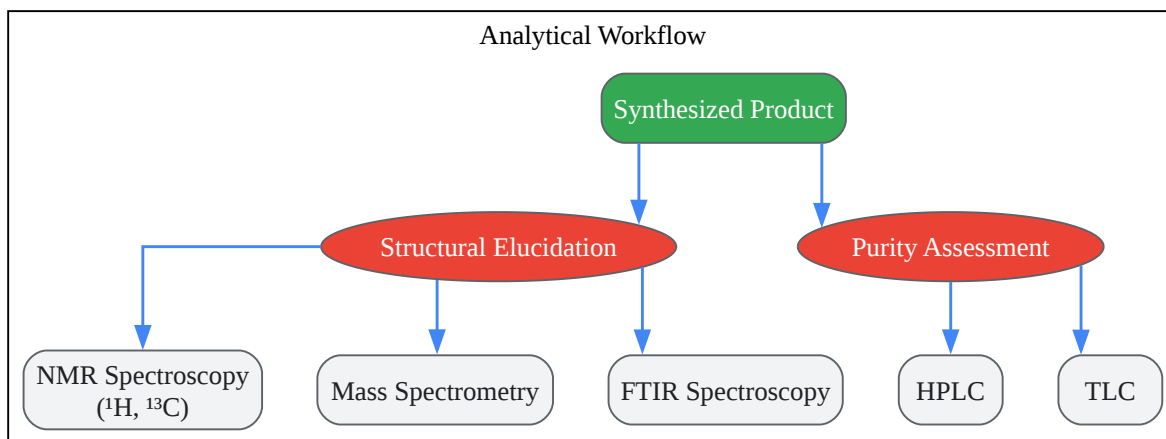 Analytical Workflow
Synthesized Product
Structural Elucidation
Purity Assessment
NMR Spectroscopy
(¹H, ¹³C)
Mass Spectrometry
FTIR Spectroscopy
HPLC
TLC